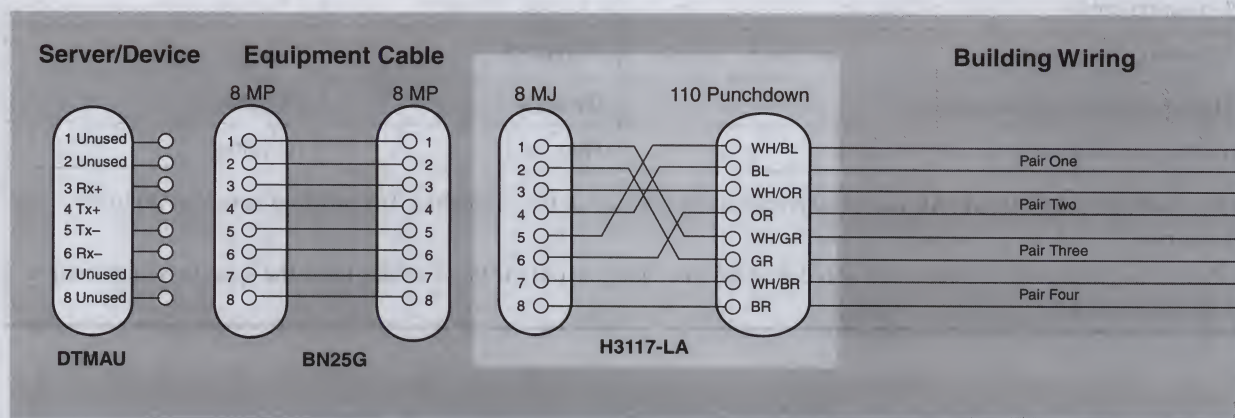 Server/Device
Equipment Cable
Building Wiring
8 MP
8 MP
8 MJ
110 Punchdown
1 Unused
2 Unused
3 Rx+
4 Tx+
5 Tx–
6 Rx–
7 Unused
8 Unused
1
2
3
4
5
6
7
8
1
2
3
4
5
6
7
8
1
2
3
4
5
6
7
8
WH/BL
BL
WH/OR
OR
WH/GR
GR
WH/BR
BR
Pair One
Pair Two
Pair Three
Pair Four
DTMAU
BN25G
H3117-LA